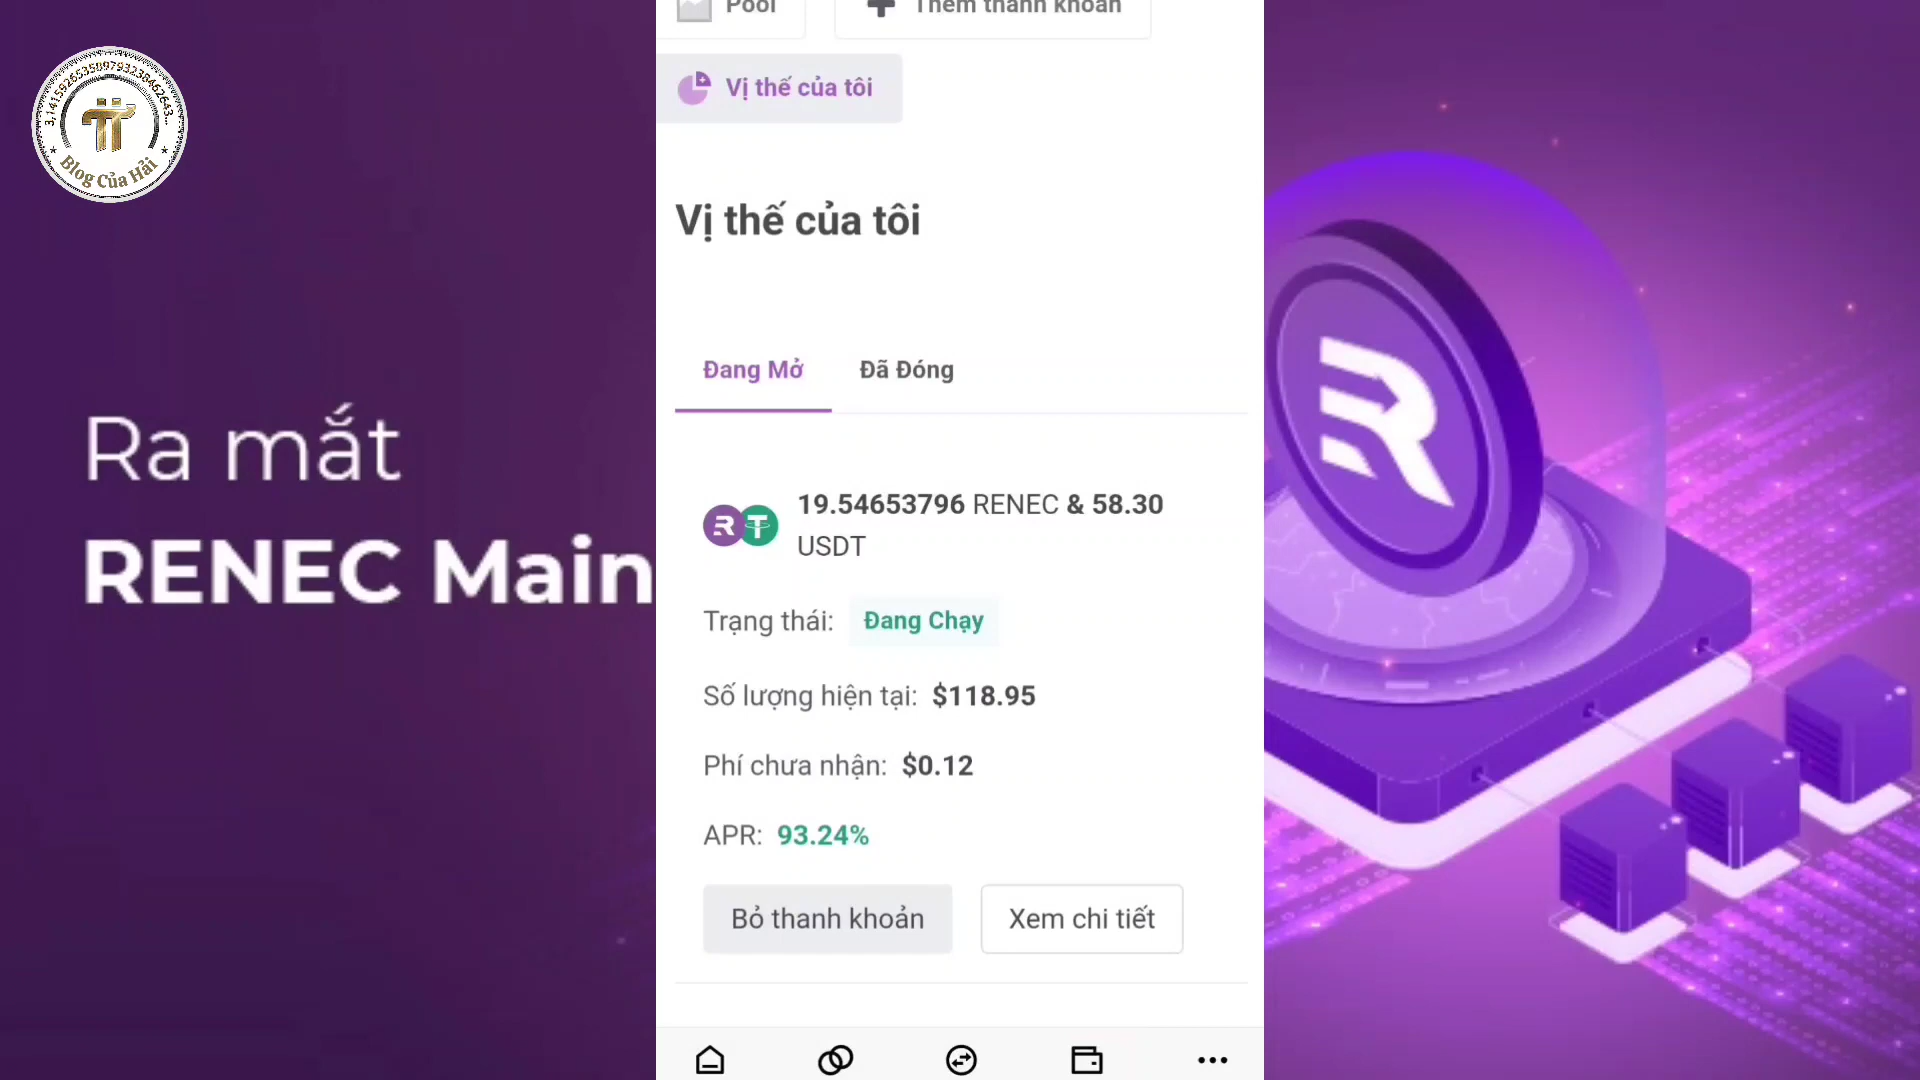 3,14159265358979323846462643...
Blog Của Hải
Ra mắt
RENEC Main
Pool
Thêm thanh khoản
Vị thế của tôi
Vị thế của tôi
Đang Mở
Đã Đóng
19.54653796 RENEC & 58.30
USDT
Trạng thái: Đang Chạy
Số lượng hiện tại: $118.95
Phí chưa nhận: $0.12
APR: 93.24%
Bỏ thanh khoản
Xem chi tiết